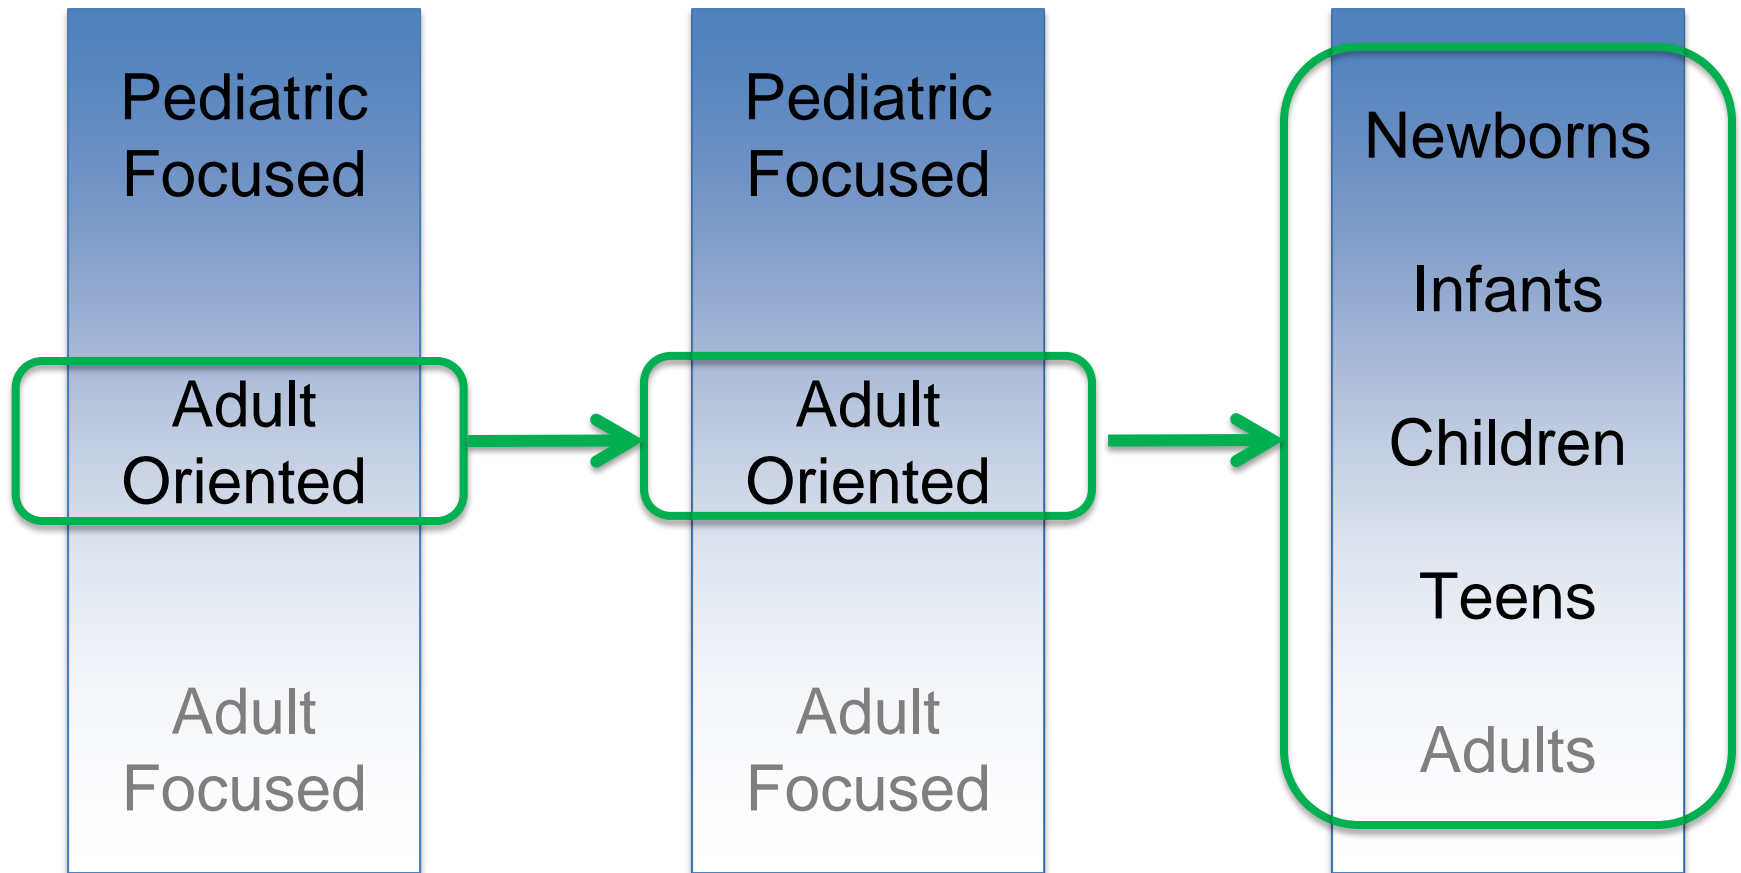 Pediatric
Focused
Adult
Oriented
Adult
Focused
Pediatric
Focused
Adult
Oriented
Adult
Focused
Newborns
Infants
Children
Teens
Adults